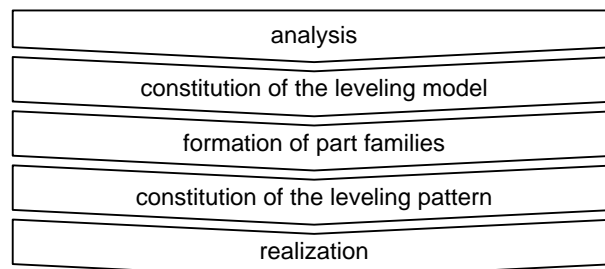 analysis
constitution of the leveling model
formation of part families
constitution of the leveling pattern
realization